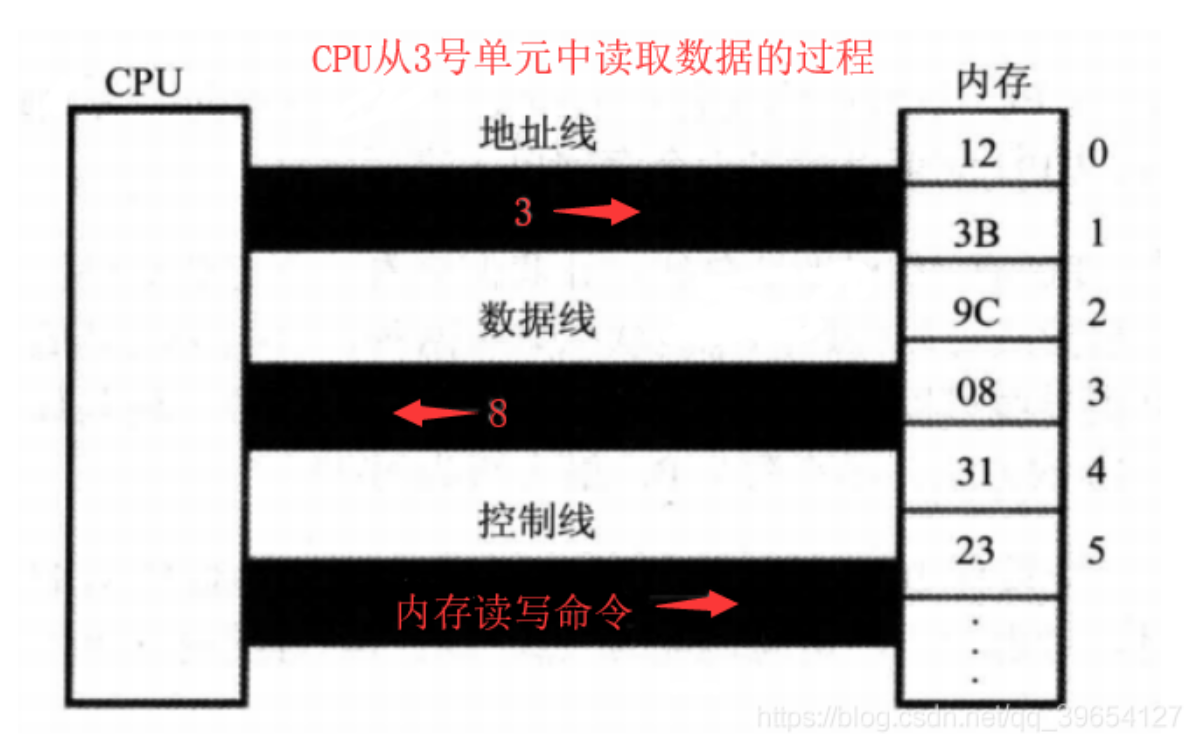 CPU从3号单元中读取数据的过程
CPU
内存
地址线
12 0
3
3B 1
数据线
9C 2
08 3
8
31 4
控制线
23 5
内存读写命令
https://blog.csdn.net/qq_39654127